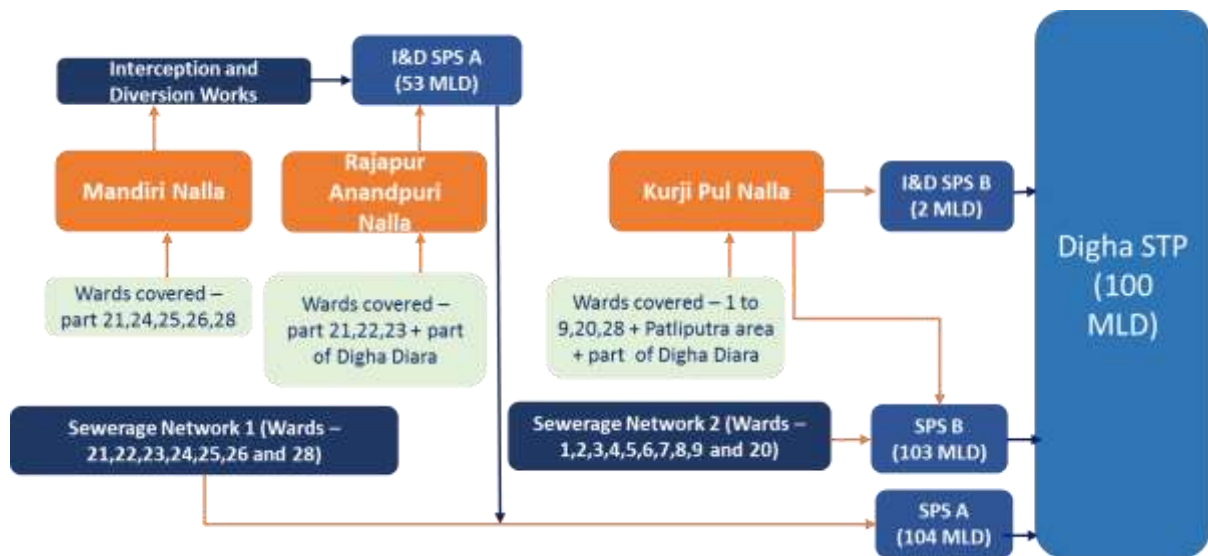 Interception and
Diversion Works
I&D SPS A
(53 MLD)
Mandiri Nalla
Rajapur
Anandpuri
Nalla
Kurji Pul Nalla
I&D SPS B
(2 MLD)
Digha STP
(100
MLD)
Wards covered –
part 21,24,25,26,28
Wards covered –
part 21,22,23 + part
of Digha Diara
Wards covered – 1 to
9,20,28 + Patliputra area
+ part of Digha Diara
Sewerage Network 1 (Wards –
21,22,23,24,25,26 and 28)
Sewerage Network 2 (Wards –
1,2,3,4,5,6,7,8,9 and 20)
SPS B
(103 MLD)
SPS A
(104 MLD)